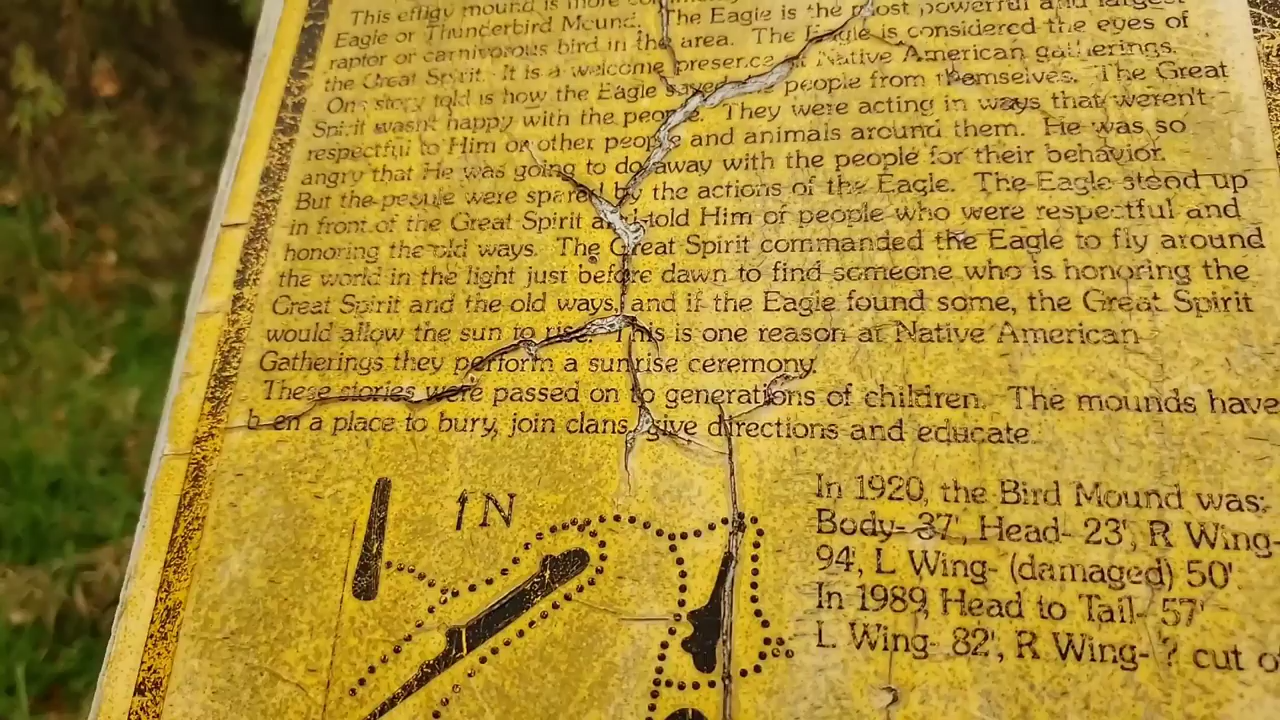 This effigy mound is more
Eagle or Thunderbird Mound. The Eagle is the most powerful and largest
raptor or carnivorous bird in the area. The Eagle is considered the eyes of
the Great Spirit. It is a welcome presence at Native American gatherings.
One story told is how the Eagle saved the people from themselves. The Great
Spirit wasn't happy with the people. They were acting in ways that weren't
respectful to Him or other people and animals around them. He was so
angry that He was going to do away with the people for their behavior.
But the people were spared by the actions of the Eagle. The Eagle stood up
in front of the Great Spirit and told Him of people who were respectful and
honoring the old ways. The Great Spirit commanded the Eagle to fly around
the world in the light just before dawn to find someone who is honoring the
Great Spirit and the old ways, and if the Eagle found some, the Great Spirit
would allow the sun to rise. This is one reason at Native American
Gatherings they perform a sunrise ceremony.
These stories were passed on to generations of children. The mounds have
been a place to bury, join clans, give directions and educate.
N
In 1920, the Bird Mound was:
Body- 37', Head- 23', R Wing-
94', L Wing- (damaged) 50'
In 1989, Head to Tail- 57'
L Wing- 82', R Wing- ? cut